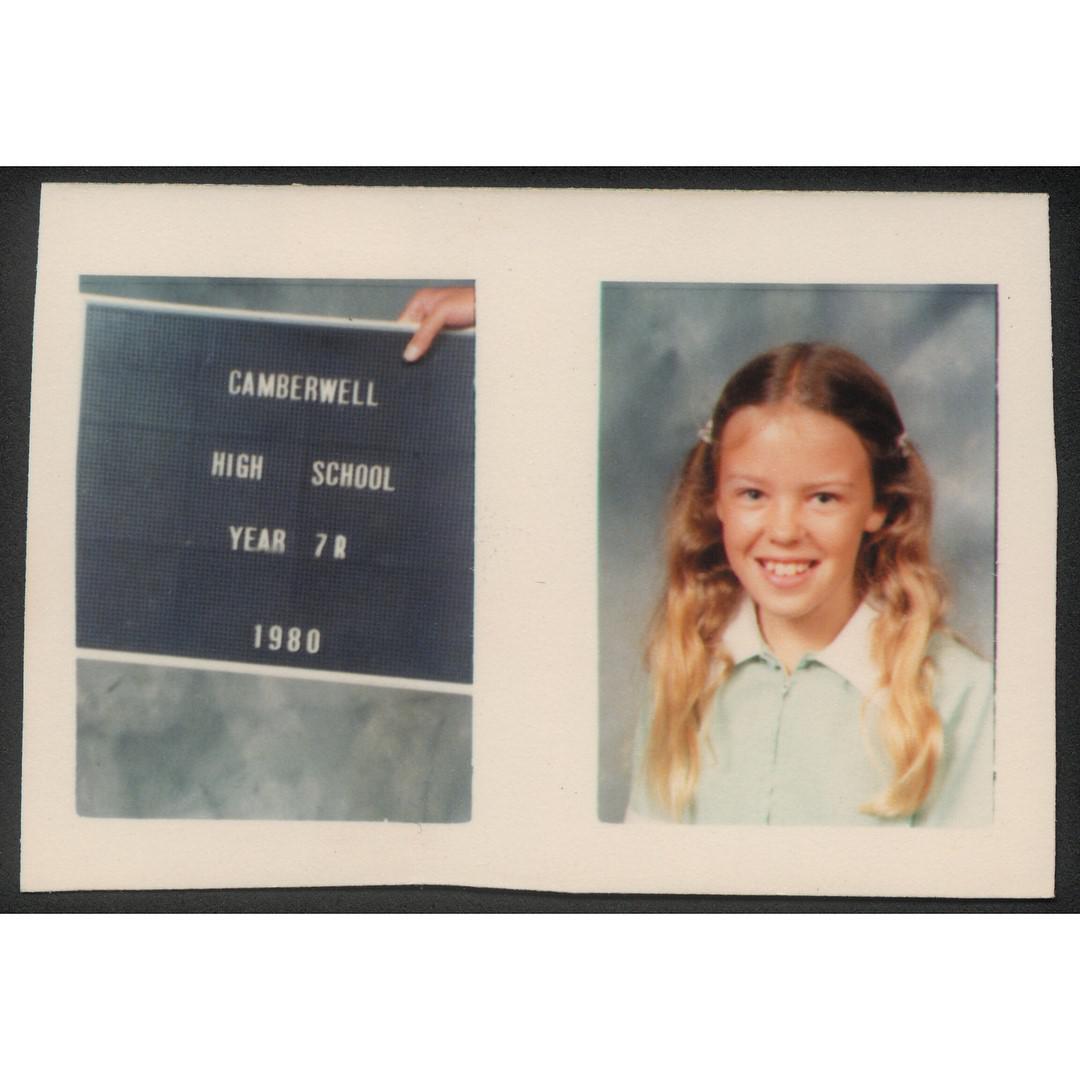 CAMBERWELL
HIGH SCHOOL
YEAR 7R
1980